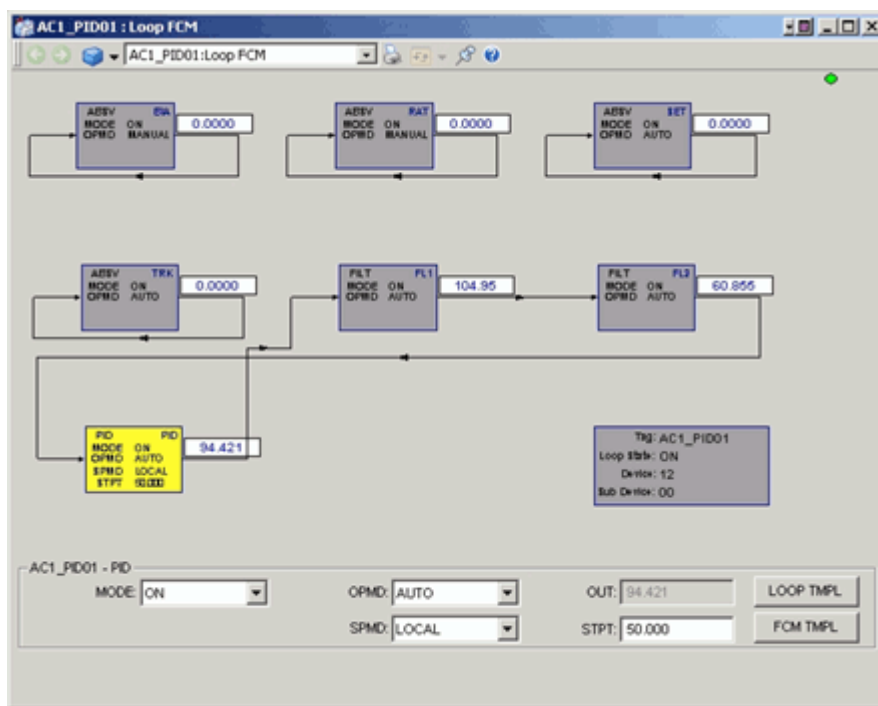 AC1_PID01 : Loop FCM
AC1_PID01:Loop FCM
ABSV BIA
MODE ON
OPMD MANUAL
0.0000
ABSV RAT
MODE ON
OPMD MANUAL
0.0000
ABSV SET
MODE ON
OPMD AUTO
0.0000
ABSV TRK
MODE ON
OPMD AUTO
0.0000
FILT FL1
MODE ON
OPMD AUTO
104.95
FILT FL2
MODE ON
OPMD AUTO
60.855
PID PID
MODE ON
OPMD AUTO
SPMD LOCAL
STPT 50.000
94.421
Tag: AC1_PID01
Loop State: ON
Device: 12
Sub Device: 00
AC1_PID01 - PID
MODE: ON
OPMD: AUTO
OUT: 94.421
LOOP TMPL
SPMD: LOCAL
STPT: 50.000
FCM TMPL